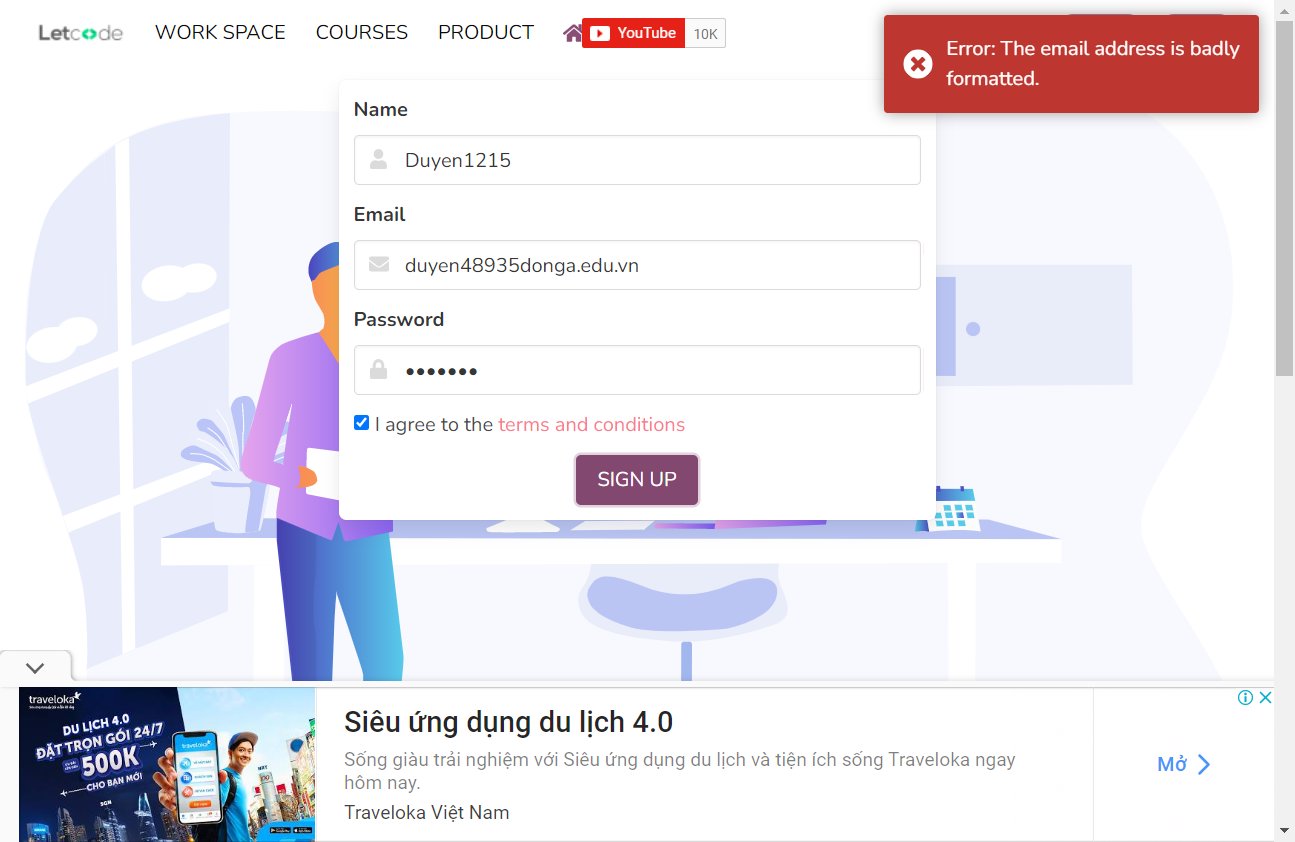 Letcode
WORK SPACE
COURSES
PRODUCT
YouTube
10K
Error: The email address is badly
formatted.
Name
Duyen1215
Email
duyen48935donga.edu.vn
Password
I agree to the terms and conditions
SIGN UP
traveloka
DU LỊCH 4.0
ĐẶT TRỌN GÓI 24/7
500K
CHO BẠN MỚI
Siêu ứng dụng du lịch 4.0
Sống giàu trải nghiệm với Siêu ứng dụng du lịch và tiện ích sống Traveloka ngay
hôm nay.
Traveloka Việt Nam
Mở